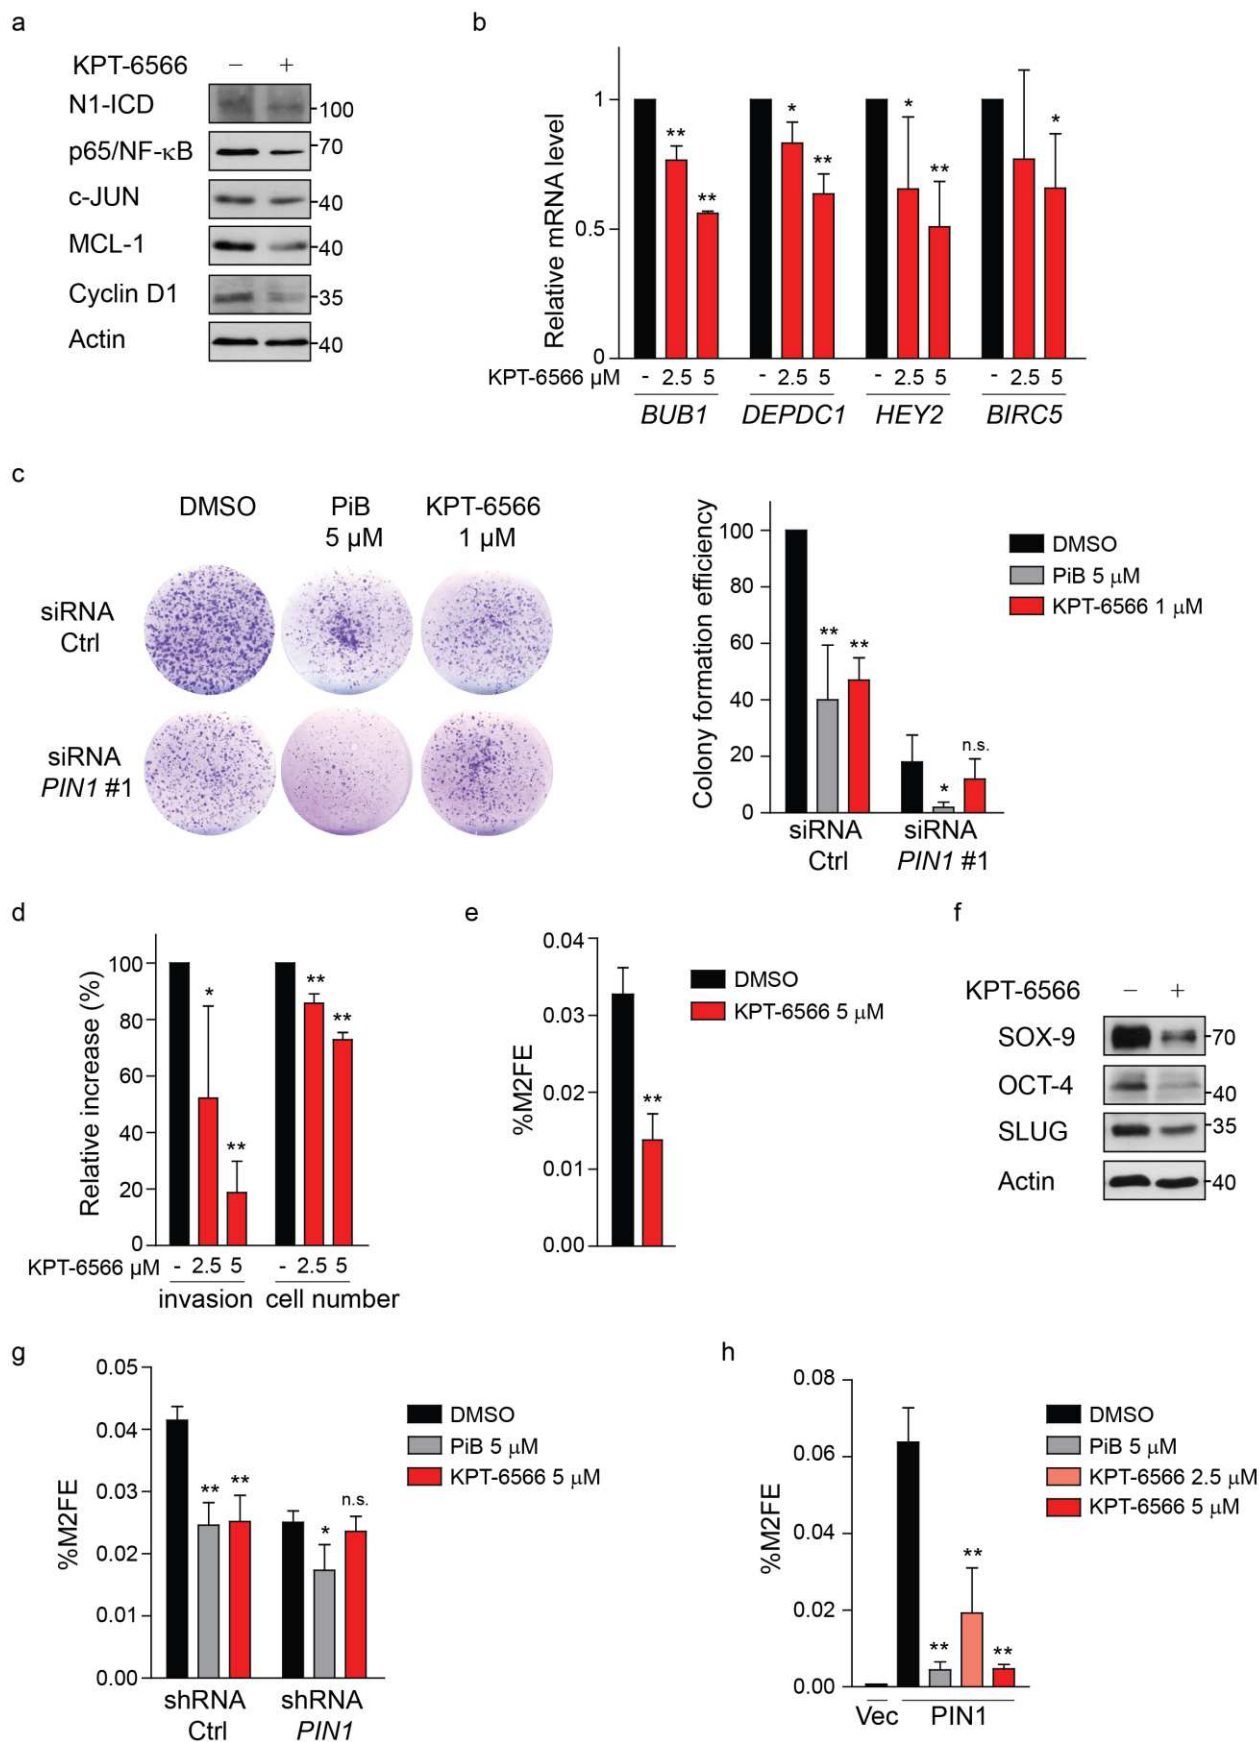 a
KPT-6566 − +
N1-ICD -100
p65/NF-κB -70
c-JUN -40
MCL-1 -40
Cyclin D1 -35
Actin -40
b
Relative mRNA level
1
0.5
0
* * * **
** ** **
**
KPT-6566 μM - 2.5 5 - 2.5 5 - 2.5 5 - 2.5 5
BUB1 DEPDC1 HEY2 BIRC5
c
DMSO PiB KPT-6566
5 μM 1 μM
siRNA
Ctrl
siRNA
PIN1 #1
Colony formation efficiency
100
80
60
40
20
0
** **
* n.s.
siRNA siRNA
Ctrl PIN1 #1
DMSO
PiB 5 μM
KPT-6566 1 μM
d
Relative increase (%)
100
80
60
40
20
0
* **
** **
KPT-6566 μM - 2.5 5 - 2.5 5
invasion cell number
e
%M2FE
0.04
0.03
0.02
0.01
0.00
**
DMSO
KPT-6566 5 μM
f
KPT-6566 − +
SOX-9 -70
OCT-4 -40
SLUG -35
Actin -40
g
%M2FE
0.05
0.04
0.03
0.02
0.01
0.00
** **
* n.s.
shRNA shRNA
Ctrl PIN1
DMSO
PiB 5 μM
KPT-6566 5 μM
h
%M2FE
0.08
0.06
0.04
0.02
0.00
** ** **
Vec PIN1
DMSO
PiB 5 μM
KPT-6566 2.5 μM
KPT-6566 5 μM